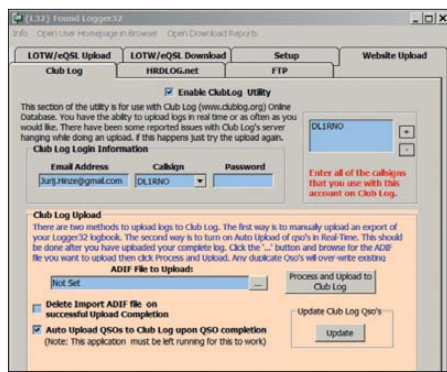 (L32) Found Logger32
Info Open User Homepage in Browser Open Download Reports
LOTW/eQSL Upload LOTW/eQSL Download Setup Website Upload
Club Log HRDLOG.net FTP
Enable ClubLog Utility
This section of the utiltiy is for use with Club Log (www.clublog.org) Online
Database. You have the abiltiy to upload logs in real time or as often as you
would like. There have been some reported issues with Club Log's server
hanging while doing an upload. if this happens just try the upload again.
DL1RNO
+
-
Club Log Login Information
Email Address Callsign Password
Jurij.Hinze@gmail.com DL1RNO
Enter all of the callsigns
that you use with this
account on Club Log.
Club Log Upload
There are two methods to upload logs to Club Log. The first way is to manually upload an export of
your Logger32 logbook. The second way is to turn on Auto Upload of qso's in Real-Time. This should
be done after you have uploaded your complete log. Click the '...' button and browse for the ADIF
file you want to upload then click Process and Upload. Any duplicate Qso's will over-write existing
ADIF File to Upload:
Not Set ...
Process and Upload to
Club Log
Delete Import ADIF file on
successful Upload Completion
Auto Upload QSOs to Club Log upon QSO completion
(Note: This application must be left running for this to work)
Update Club Log Qso's
Update